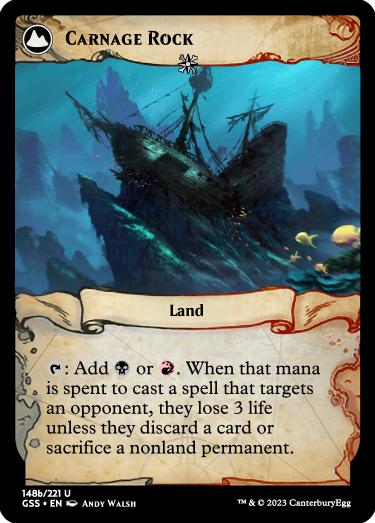 Carnage Rock
Land
: Add or . When that mana
is spent to cast a spell that targets
an opponent, they lose 3 life
unless they discard a card or
sacrifice a nonland permanent.
148b/221 U
GSS • EN Andy Walsh
™ & © 2023 CanterburyEgg